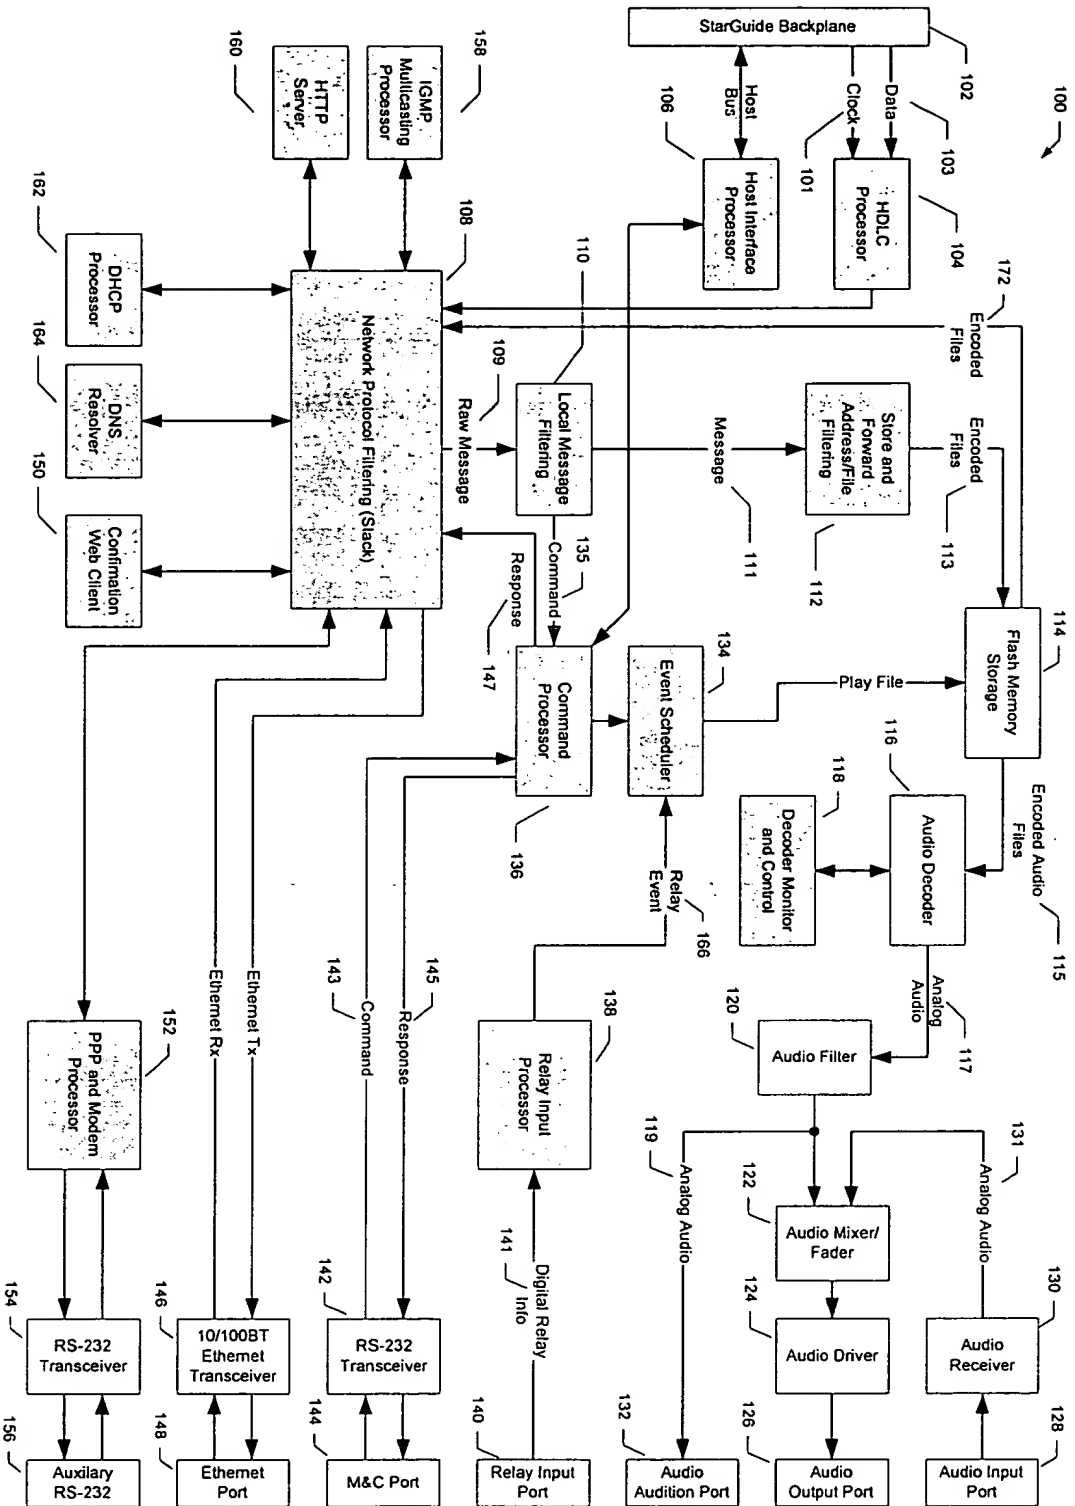 100
StarGuide Backplane
102
Data
103
Clock
101
Host
Bus
106
HDLC
Processor
104
Host Interface
Processor
160
HTTP
Server
IGMP
Multicasting
Processor
158
162
DHCP
Processor
164
DNS
Resolver
150
Confimation
Web Client
108
Network Protocol Filtering (Stack)
109
Raw Message
110
Local Message
Filtering
Message
111
Store and
Forward
Address/File
Filtering
112
172
Encoded
Files
Encoded
Files
113
114
Flash Memory
Storage
135
Command
Response
147
Command
Processor
136
134
Event Scheduler
Play File
116
Audio Decoder
118
Decoder Monitor
and Control
Encoded Audio
Files
115
Relay
Event
166
Analog
Audio
117
120
Audio Filter
138
Relay Input
Processor
Digital Relay
Info
141
140
Relay Input
Port
119
Analog Audio
132
Audio
Audition Port
122
Audio Mixer/
Fader
124
Audio Driver
126
Audio
Output Port
131
Analog Audio
130
Audio
Receiver
128
Audio Input
Port
145
Response
143
Command
142
RS-232
Transceiver
144
M&C Port
Ethernet Tx
Ethernet Rx
146
10/100BT
Ethernet
Transceiver
148
Ethernet
Port
152
PPP and Modem
Processor
154
RS-232
Transceiver
156
Auxilary
RS-232